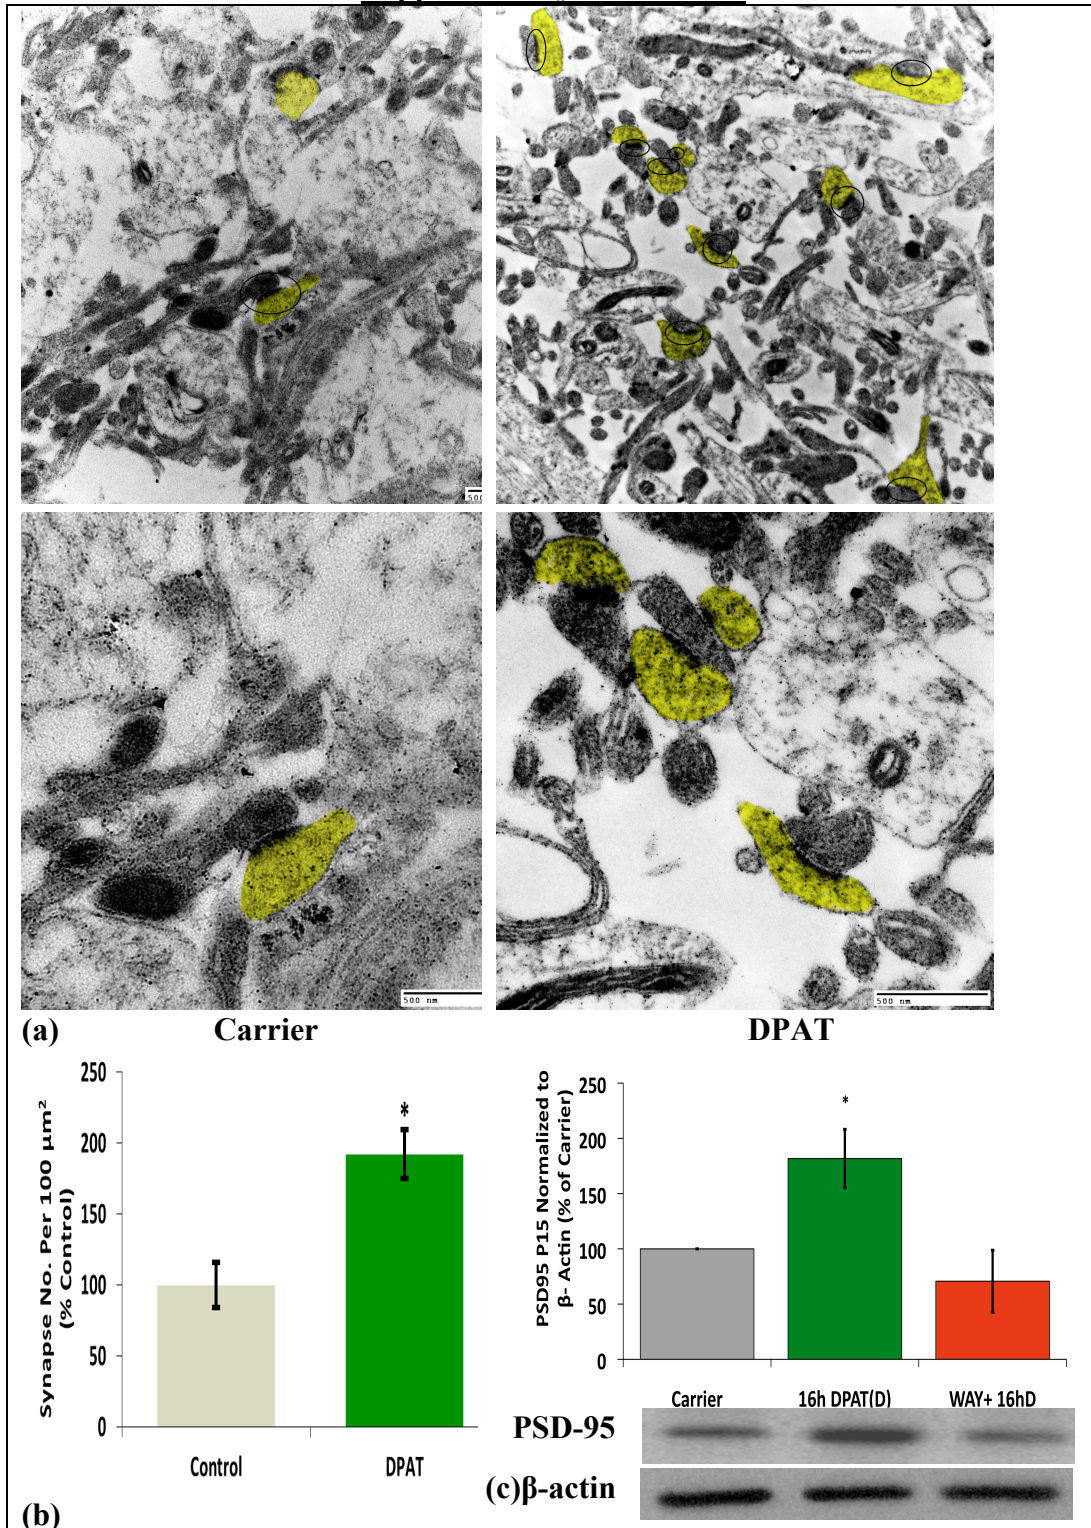 500
500 nm
500 nm
(a)
Carrier
DPAT
250
200
150
100
50
0
Synapse No. Per 100 µm²
(% Control)
*
Control
DPAT
(b)
PSD95 P15 Normalized to
β- Actin (% of Carrier)
250
200
150
100
50
0
*
Carrier
16h DPAT(D)
WAY+ 16hD
PSD-95
(c)β-actin